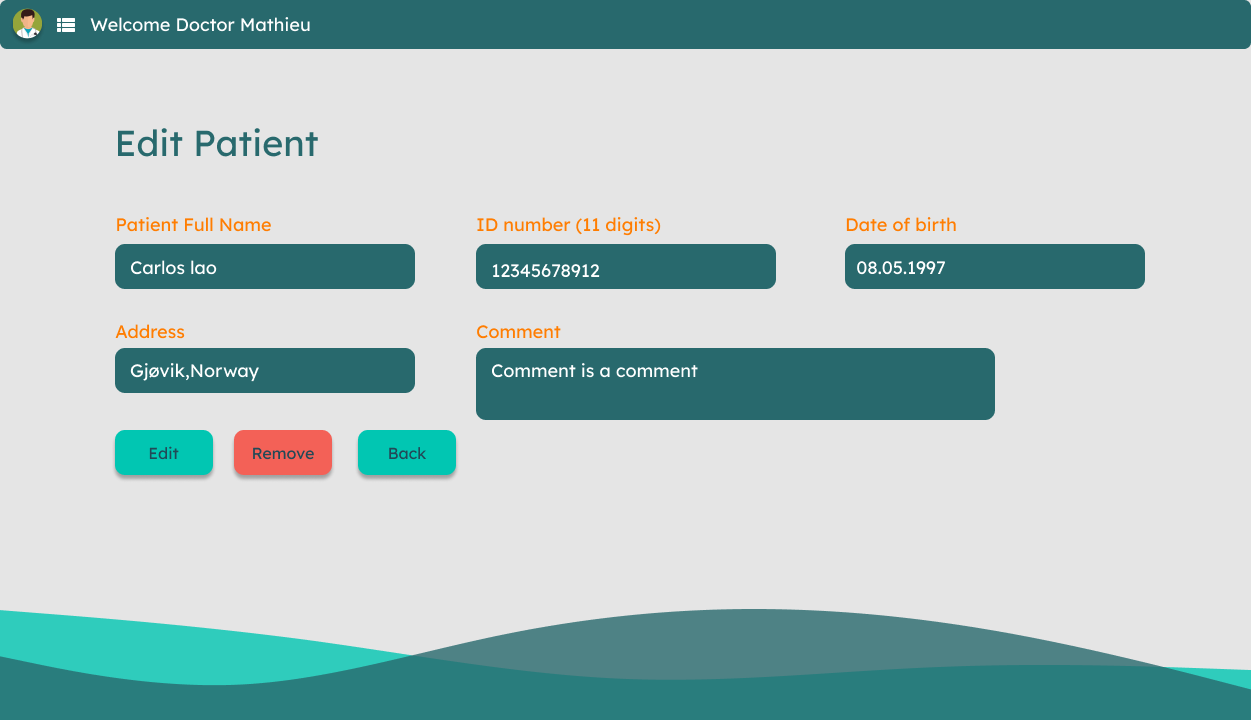 Welcome Doctor Mathieu
Edit Patient
Patient Full Name
ID number (11 digits)
Date of birth
Carlos lao
12345678912
08.05.1997
Address
Comment
Gjøvik,Norway
Comment is a comment
Edit
Remove
Back